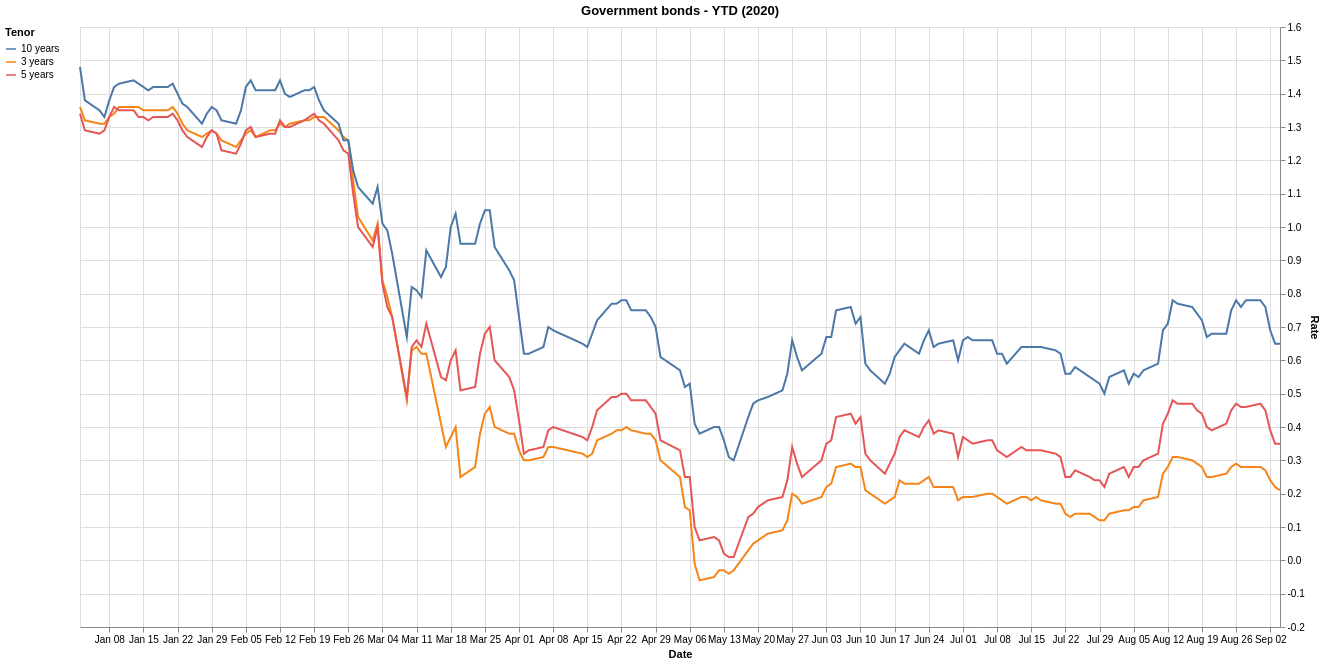 Government bonds - YTD (2020)
Tenor
10 years
3 years
5 years
1.6
1.5
1.4
1.3
1.2
1.1
1.0
0.9
0.8
0.7
0.6
0.5
0.4
0.3
0.2
0.1
0.0
-0.1
-0.2
Rate
Jan 08 Jan 15 Jan 22 Jan 29 Feb 05 Feb 12 Feb 19 Feb 26 Mar 04 Mar 11 Mar 18 Mar 25 Apr 01 Apr 08 Apr 15 Apr 22 Apr 29 May 06 May 13 May 20 May 27 Jun 03 Jun 10 Jun 17 Jun 24 Jul 01 Jul 08 Jul 15 Jul 22 Jul 29 Aug 05 Aug 12 Aug 19 Aug 26 Sep 02
Date